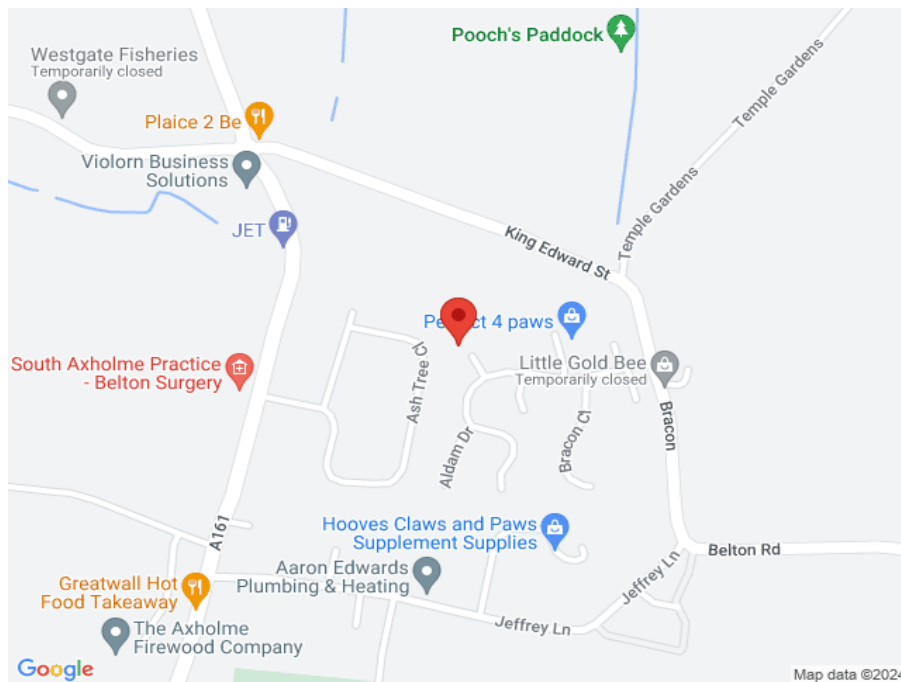 Pooch's Paddock
Westgate Fisheries
Temporarily closed
Temple Gardens
Plaice 2 Be
Violorn Business
Solutions
Temple Gardens
JET
King Edward St
Pe ct 4 paws
South Axholme Practice
- Belton Surgery
Ash Tree Cl
Little Gold Bee
Temporarily closed
Bracon
Aldam Dr
Bracon Cl
A161
Hooves Claws and Paws
Supplement Supplies
Belton Rd
Aaron Edwards
Plumbing & Heating
Jeffrey Ln
Greatwall Hot
Food Takeaway
Jeffrey Ln
The Axholme
Firewood Company
Google
Map data ©2024